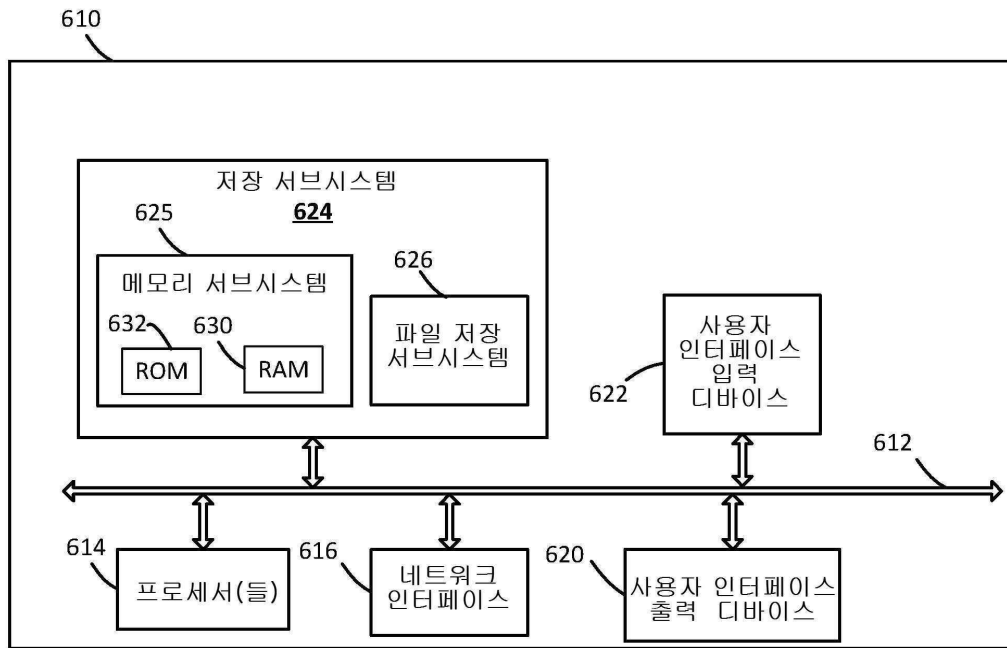 610
저장 서브시스템
624
625
메모리 서브시스템
632
ROM
630
RAM
626
파일 저장
서브시스템
622
사용자
인터페이스
입력
디바이스
612
614
프로세서(들)
616
네트워크
인터페이스
620
사용자 인터페이스
출력 디바이스